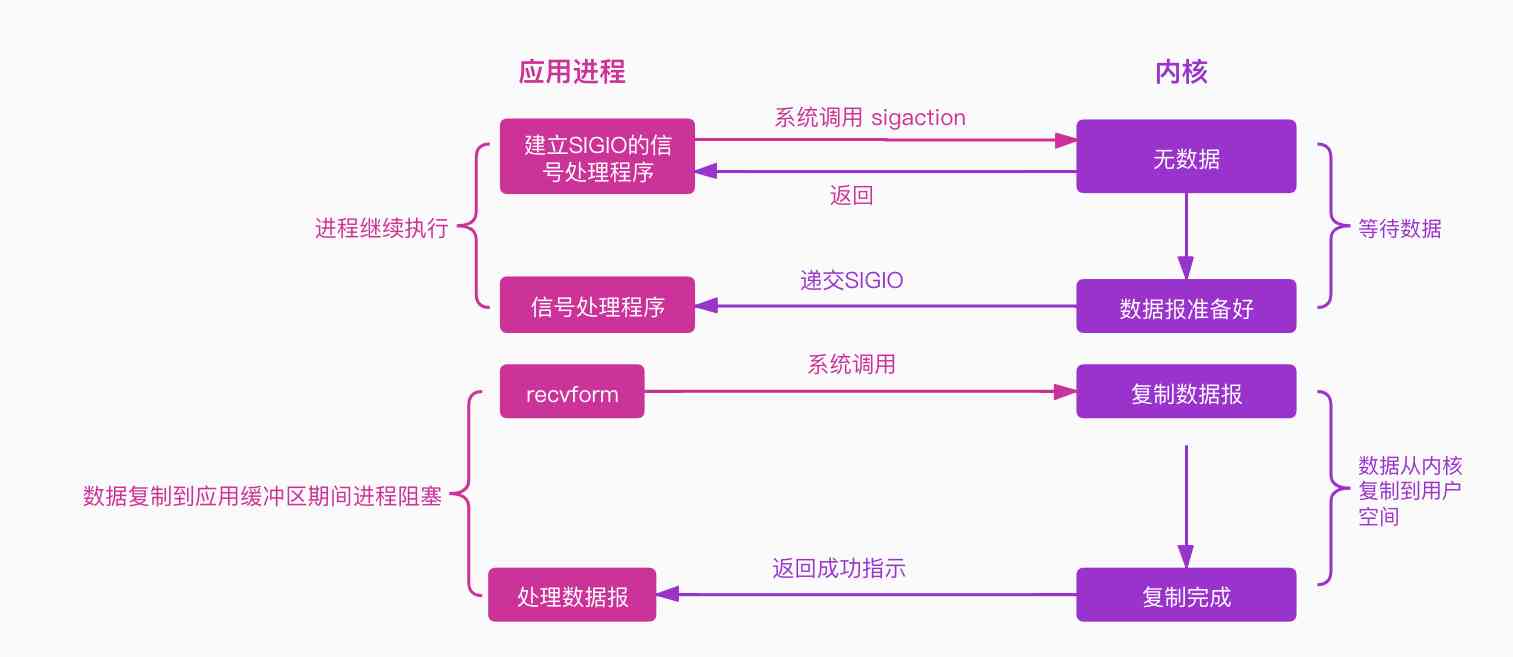 应用进程
内核
系统调用 sigaction
建立SIGIO的信
号处理程序
无数据
返回
进程继续执行
等待数据
递交SIGIO
信号处理程序
数据报准备好
系统调用
recvform
复制数据报
数据复制到应用缓冲区期间进程阻塞
数据从内核
复制到用户
空间
返回成功指示
处理数据报
复制完成